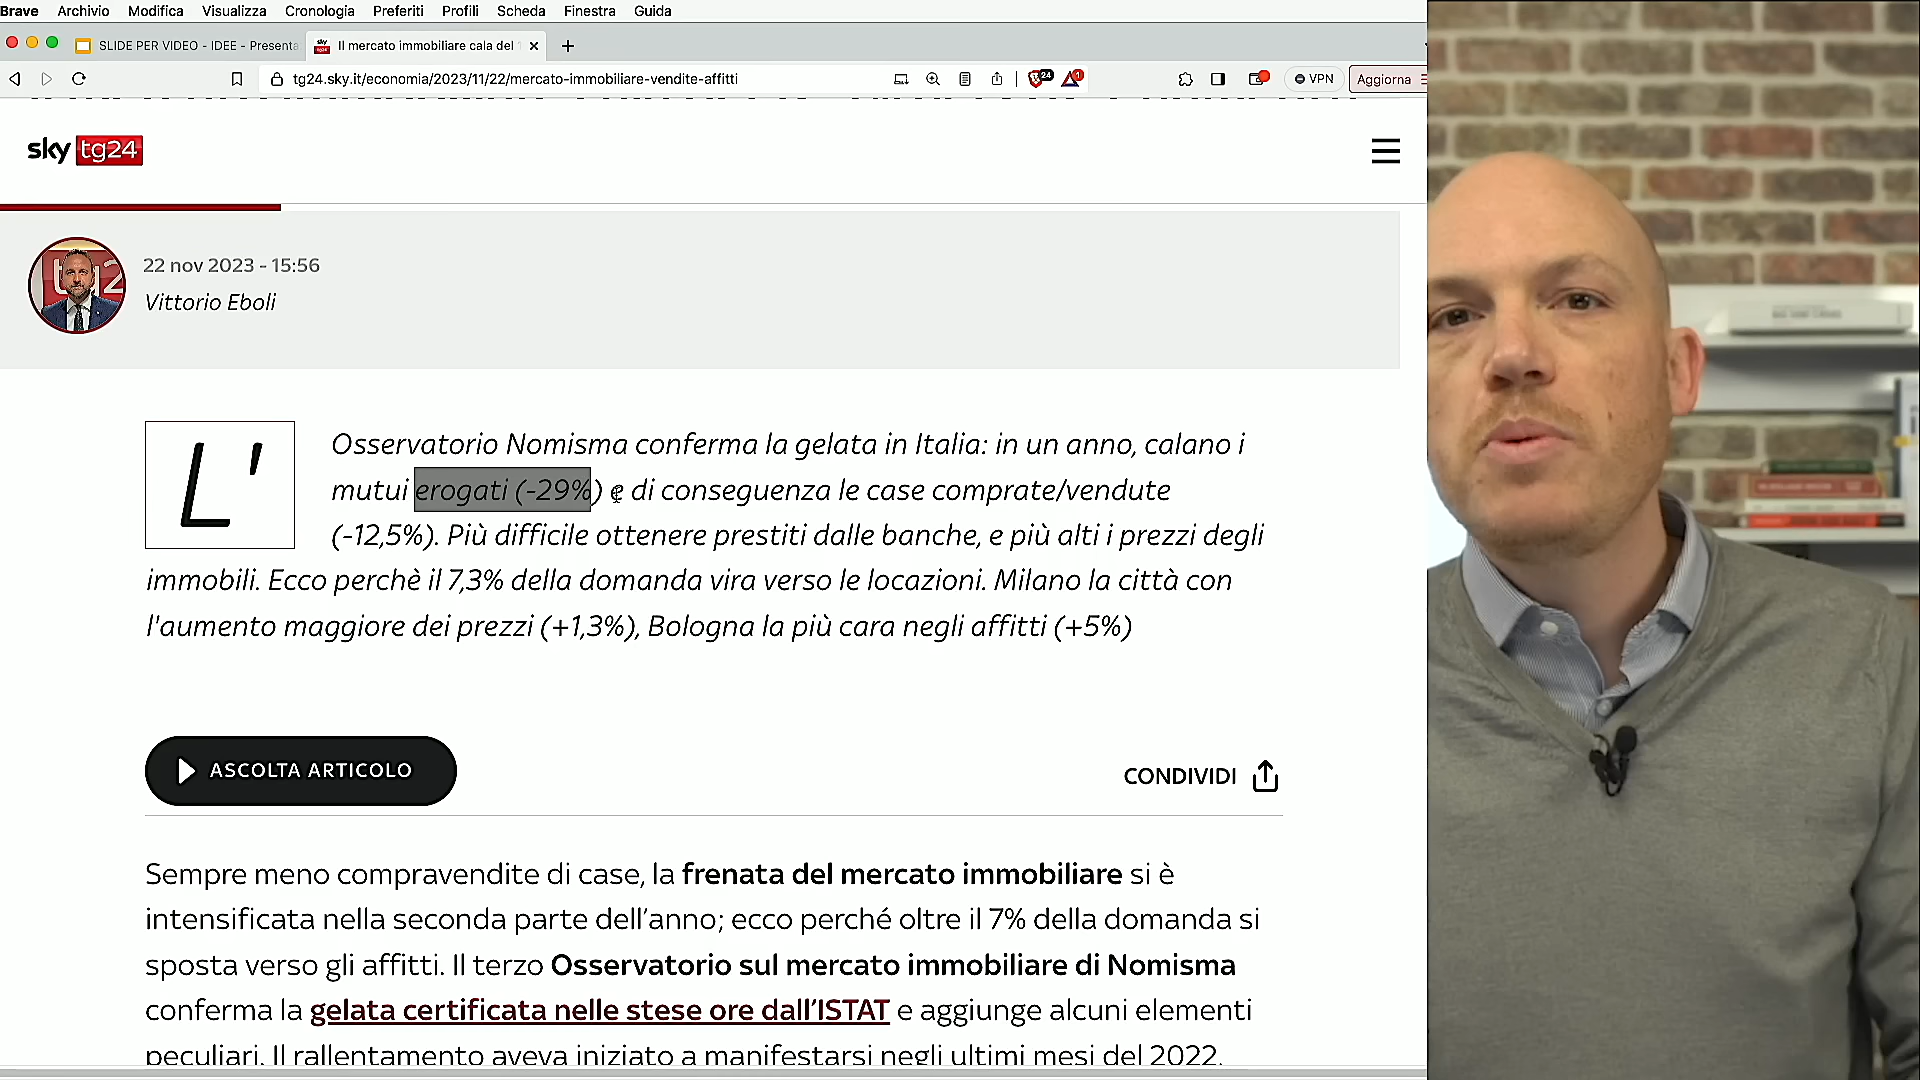 Brave Archivio Modifica Visualizza Cronologia Preferiti Profili Scheda Finestra Guida
SLIDE PER VIDEO - IDEE - Presenta Il mercato immobiliare cala del
tg24.sky.it/economia/2023/11/22/mercato-immobiliare-vendite-affitti 24 1 VPN Aggiorna
sky tg24
22 nov 2023 - 15:56
Vittorio Eboli
L' Osservatorio Nomisma conferma la gelata in Italia: in un anno, calano i
mutui erogati (-29%) e di conseguenza le case comprate/vendute
(-12,5%). Più difficile ottenere prestiti dalle banche, e più alti i prezzi degli
immobili. Ecco perchè il 7,3% della domanda vira verso le locazioni. Milano la città con
l'aumento maggiore dei prezzi (+1,3%), Bologna la più cara negli affitti (+5%)
ASCOLTA ARTICOLO
CONDIVIDI
Sempre meno compravendite di case, la frenata del mercato immobiliare si è
intensificata nella seconda parte dell'anno; ecco perché oltre il 7% della domanda si
sposta verso gli affitti. Il terzo Osservatorio sul mercato immobiliare di Nomisma
conferma la gelata certificata nelle stese ore dall'ISTAT e aggiunge alcuni elementi
peculiari. Il rallentamento aveva iniziato a manifestarsi negli ultimi mesi del 2022,